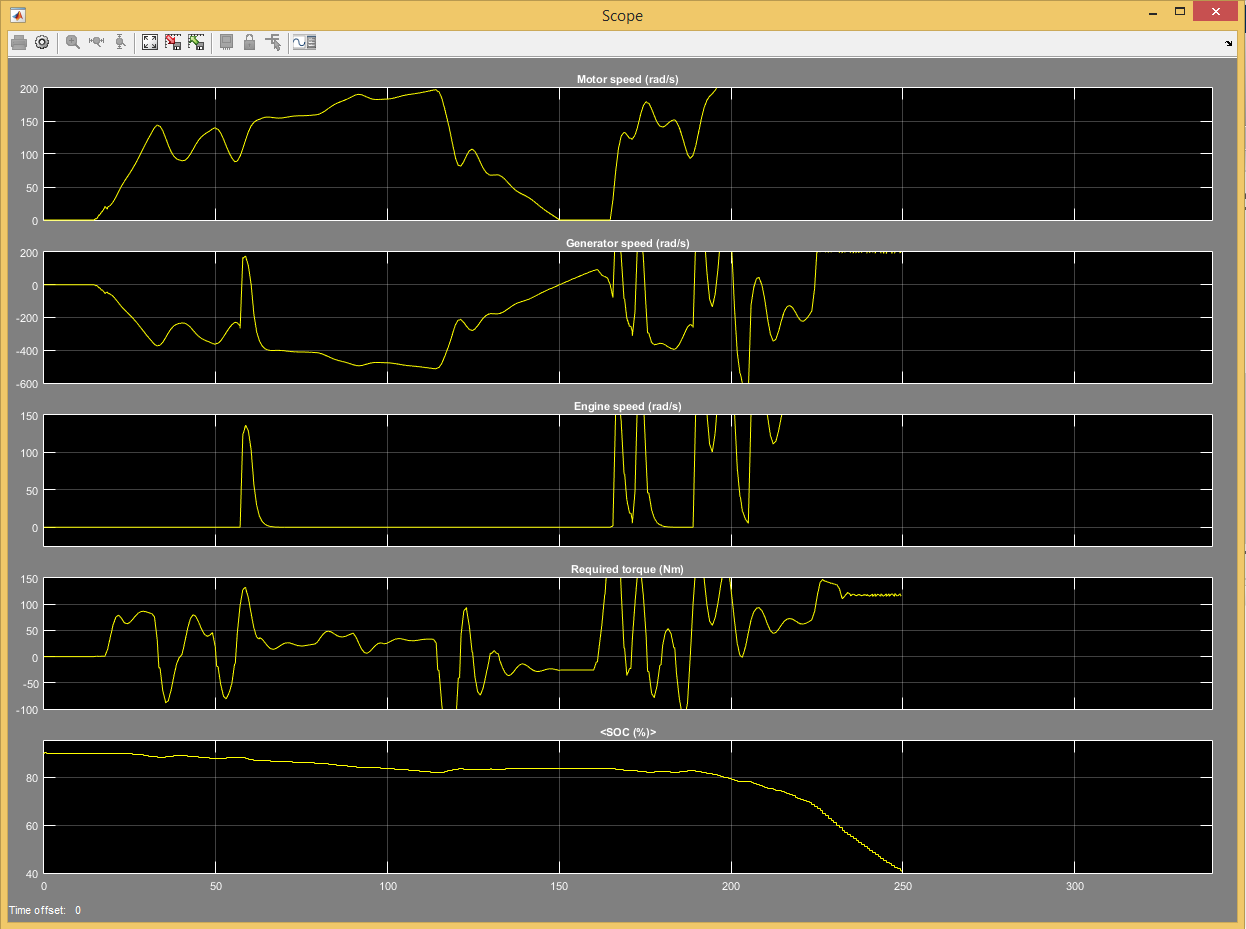 Scope
Motor speed (rad/s)
200
150
100
50
0
Generator speed (rad/s)
200
0
-200
-400
-600
Engine speed (rad/s)
150
100
50
0
Required torque (Nm)
150
100
50
0
-50
-100
<SOC (%)>
80
60
40
0 50 100 150 200 250 300
Time offset: 0